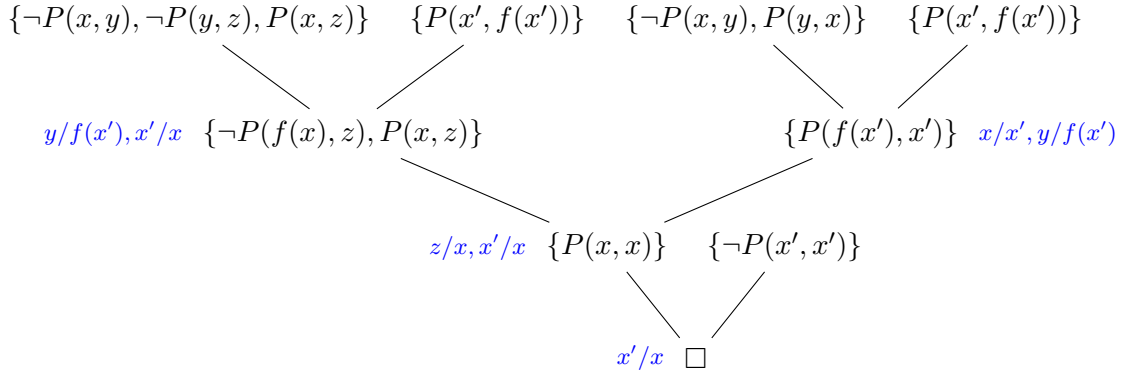 {¬P(x, y), ¬P(y, z), P(x, z)} {P(x′, f(x′))} {¬P(x, y), P(y, x)} {P(x′, f(x′))}
y/f(x′), x′/x {¬P(f(x), z), P(x, z)} {P(f(x′), x′)} x/x′, y/f(x′)
z/x, x′/x {P(x, x)} {¬P(x′, x′)}
x′/x □